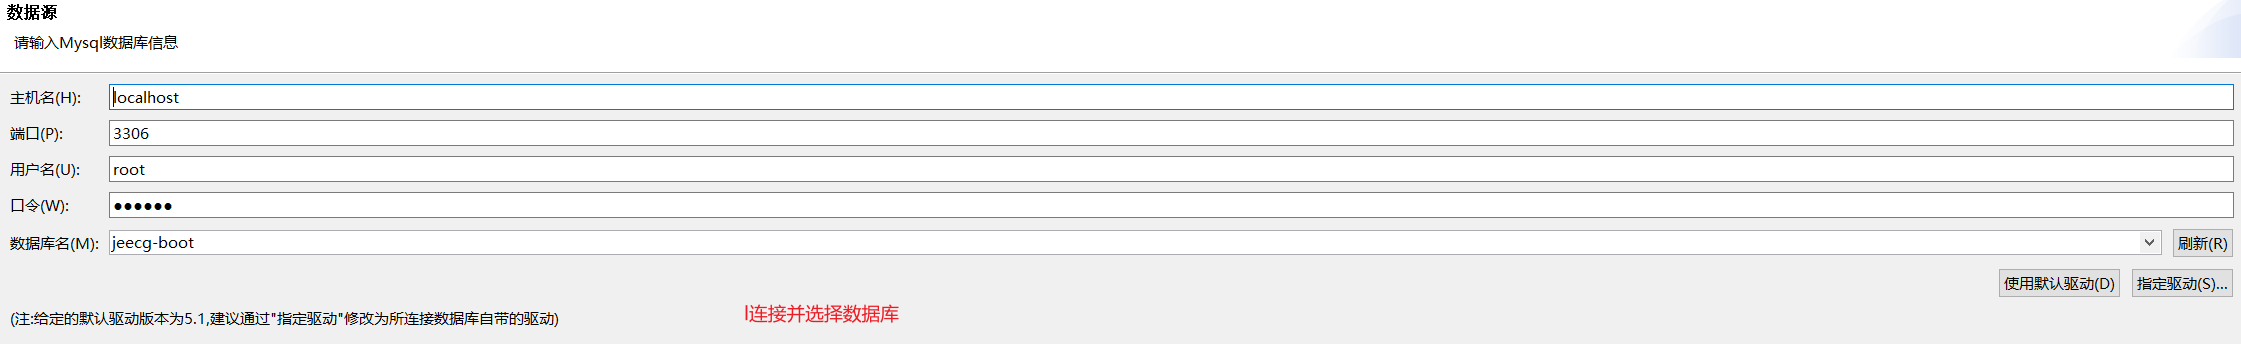 数据源
请输入Mysql数据库信息
主机名(H): localhost
端口(P): 3306
用户名(U): root
口令(W): ●●●●●●
数据库名(M): jeecg-boot 刷新(R)
使用默认驱动(D) 指定驱动(S)...
(注:给定的默认驱动版本为5.1,建议通过"指定驱动"修改为所连接数据库自带的驱动)
l连接并选择数据库